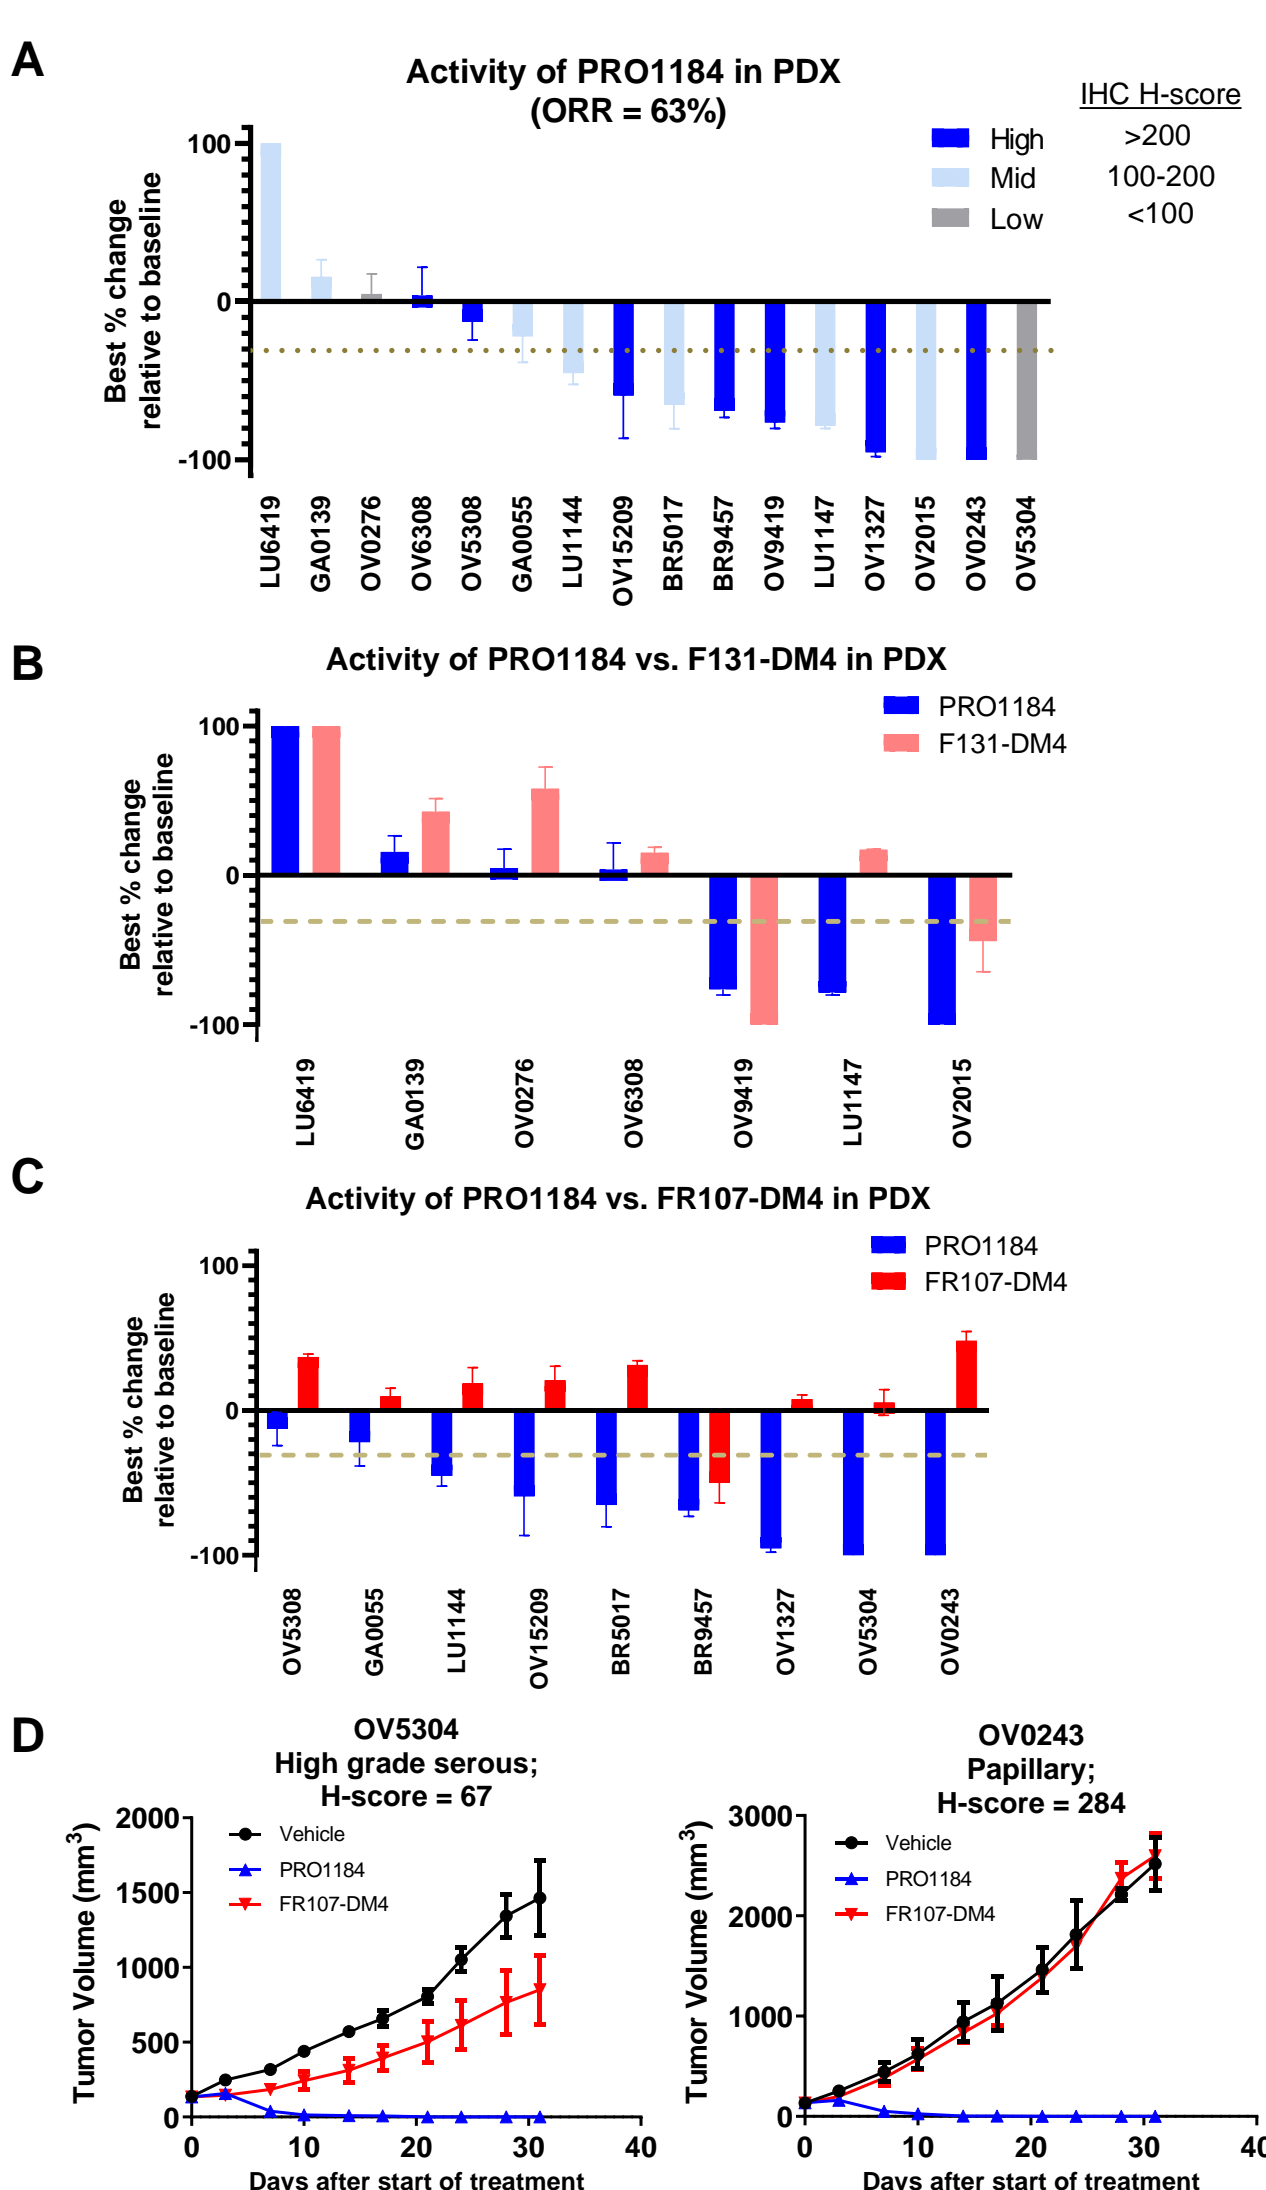 A
Activity of PRO1184 in PDX
(ORR = 63%)
IHC H-score
High >200
Mid 100-200
Low <100
Best % change
relative to baseline
100
0
-100
LU6419
GA0139
OV0276
OV6308
OV5308
GA0055
LU1144
OV15209
BR5017
BR9457
OV9419
LU1147
OV1327
OV2015
OV0243
OV5304
B
Activity of PRO1184 vs. F131-DM4 in PDX
PRO1184
F131-DM4
Best % change
relative to baseline
100
0
-100
LU6419
GA0139
OV0276
OV6308
OV9419
LU1147
OV2015
C
Activity of PRO1184 vs. FR107-DM4 in PDX
PRO1184
FR107-DM4
Best % change
relative to baseline
100
0
-100
OV5308
GA0055
LU1144
OV15209
BR5017
BR9457
OV1327
OV5304
OV0243
D
OV5304
High grade serous;
H-score = 67
Vehicle
PRO1184
FR107-DM4
Tumor Volume (mm³)
2000
1500
1000
500
0
0 10 20 30 40
Days after start of treatment
OV0243
Papillary;
H-score = 284
Vehicle
PRO1184
FR107-DM4
Tumor Volume (mm³)
3000
2000
1000
0
0 10 20 30 40
Days after start of treatment